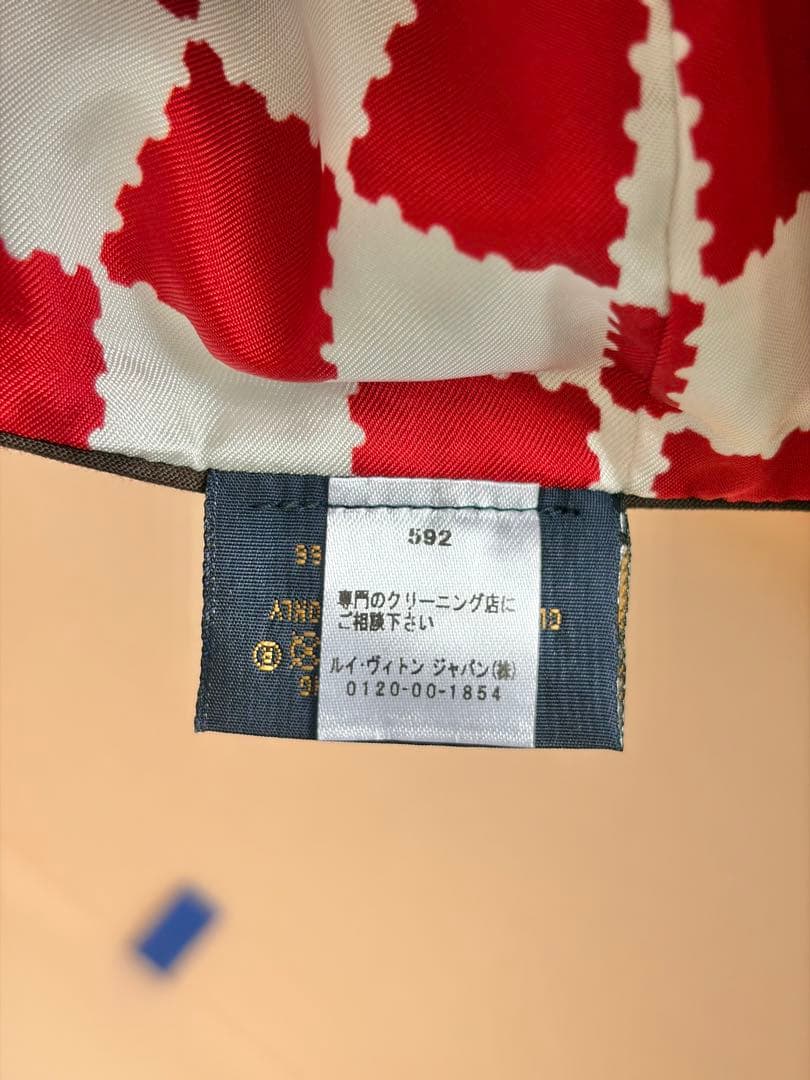 592
専門のクリーニング店に
ご相談下さい
ルイ・ヴィトン ジャパン(株)
0120-00-1854